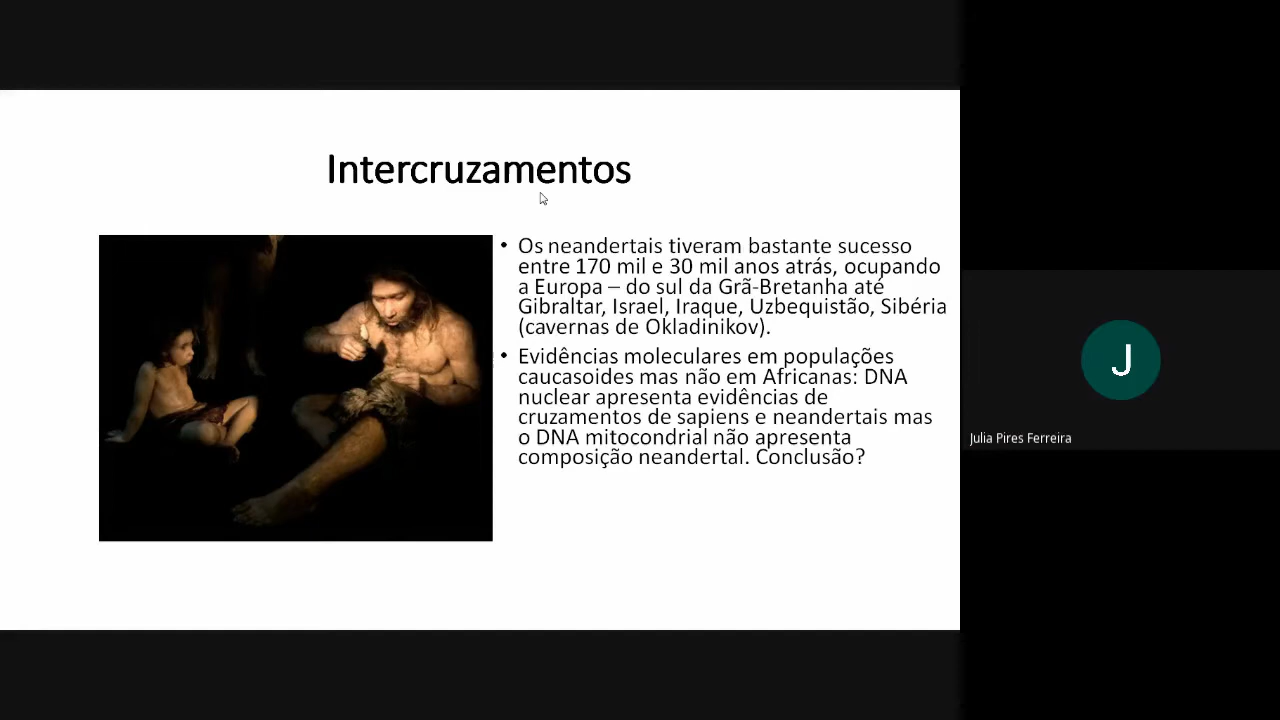 Intercruzamentos
• Os neandertais tiveram bastante sucesso
entre 170 mil e 30 mil anos atrás, ocupando
a Europa – do sul da Grã-Bretanha até
Gibraltar, Israel, Iraque, Uzbequistão, Sibéria
(cavernas de Okladinikov).
• Evidências moleculares em populações
caucasoides mas não em Africanas: DNA
nuclear apresenta evidências de
cruzamentos de sapiens e neandertais mas
o DNA mitocondrial não apresenta
composição neandertal. Conclusão?
J
Julia Pires Ferreira